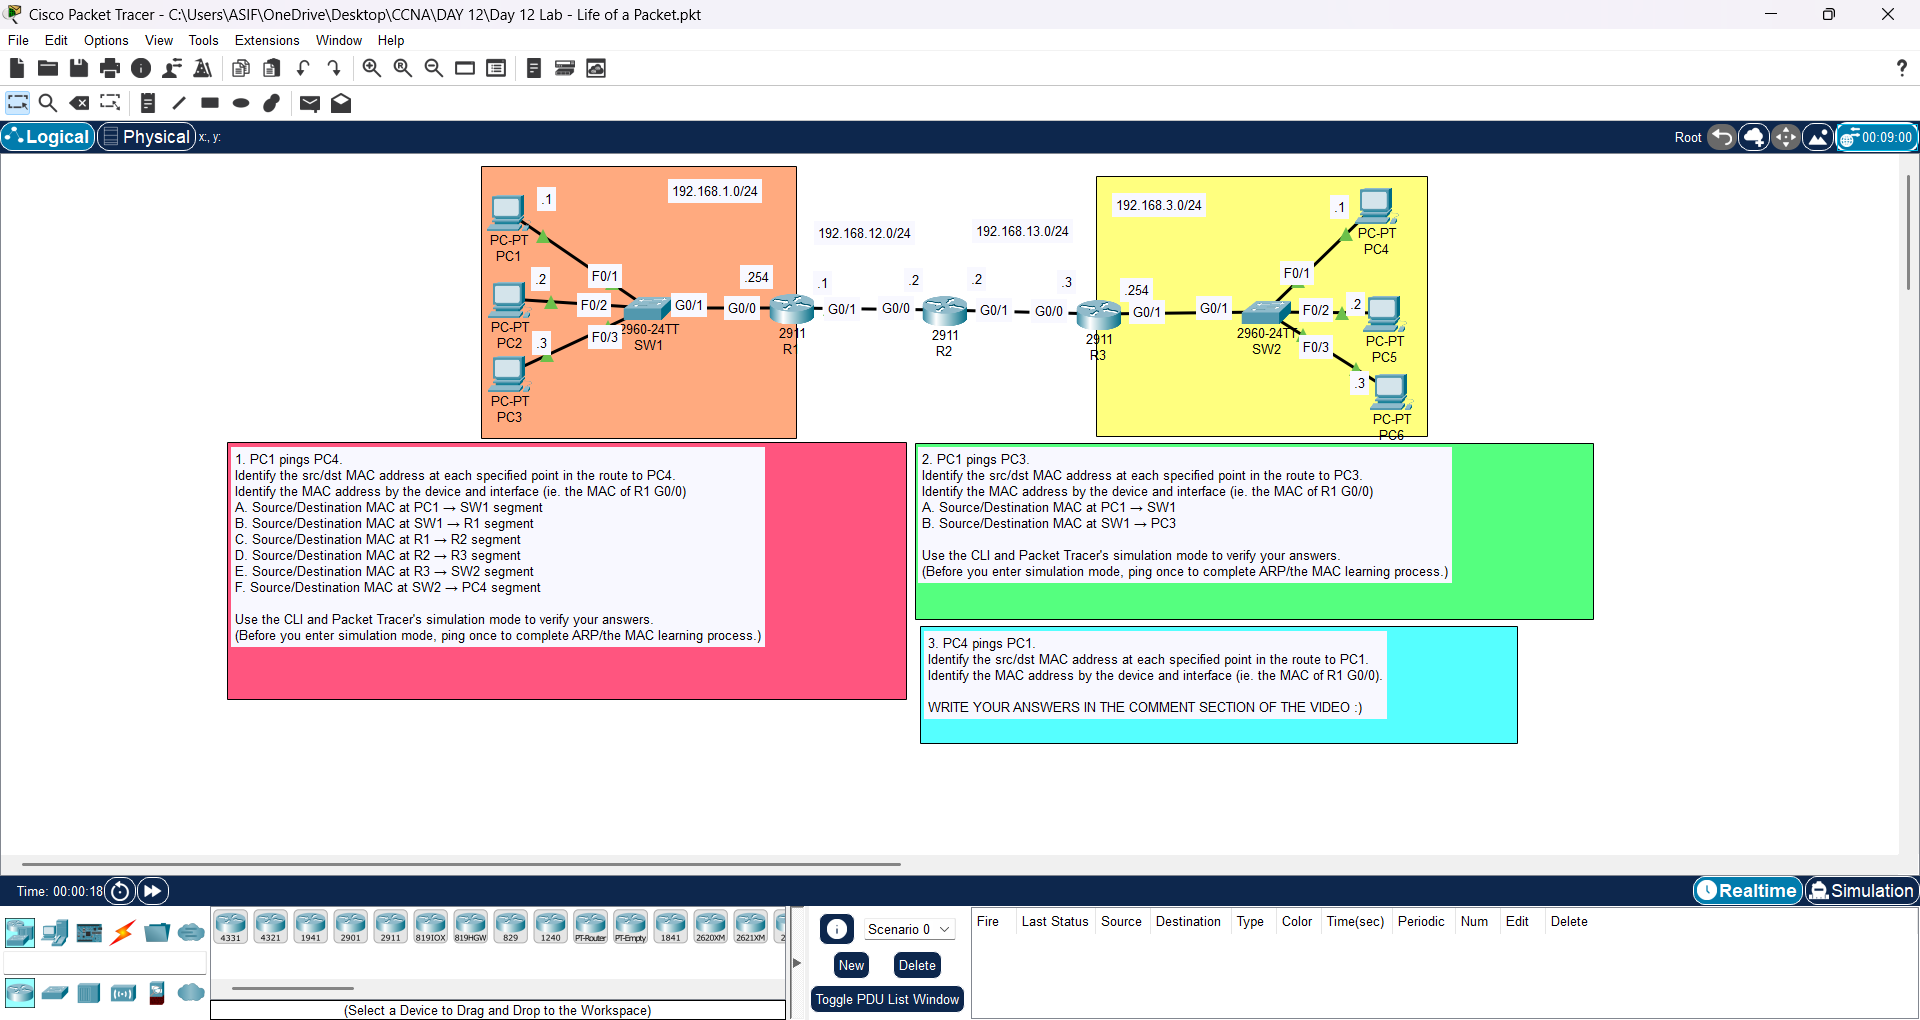 Cisco Packet Tracer - C:\Users\ASIF\OneDrive\Desktop\CCNA\DAY 12\Day 12 Lab - Life of a Packet.pkt
File Edit Options View Tools Extensions Window Help
?
Logical Physical x:, y: Root 00:09:00
.1
192.168.1.0/24
PC-PT
PC1
F0/1
.2
F0/2
PC-PT
PC2
.3
F0/3
PC-PT
PC3
2960-24TT
SW1
G0/1
G0/0
.254
2911
R1
192.168.12.0/24
.1
G0/1
G0/0
.2
2911
R2
192.168.13.0/24
.2
G0/1
G0/0
.3
2911
R3
192.168.3.0/24
.254
G0/1
G0/1
2960-24TT
SW2
F0/1
.1
PC-PT
PC4
F0/2
.2
PC-PT
PC5
F0/3
.3
PC-PT
PC6
1. PC1 pings PC4.
Identify the src/dst MAC address at each specified point in the route to PC4.
Identify the MAC address by the device and interface (ie. the MAC of R1 G0/0)
A. Source/Destination MAC at PC1 → SW1 segment
B. Source/Destination MAC at SW1 → R1 segment
C. Source/Destination MAC at R1 → R2 segment
D. Source/Destination MAC at R2 → R3 segment
E. Source/Destination MAC at R3 → SW2 segment
F. Source/Destination MAC at SW2 → PC4 segment
Use the CLI and Packet Tracer's simulation mode to verify your answers.
(Before you enter simulation mode, ping once to complete ARP/the MAC learning process.)
2. PC1 pings PC3.
Identify the src/dst MAC address at each specified point in the route to PC3.
Identify the MAC address by the device and interface (ie. the MAC of R1 G0/0)
A. Source/Destination MAC at PC1 → SW1
B. Source/Destination MAC at SW1 → PC3
Use the CLI and Packet Tracer's simulation mode to verify your answers.
(Before you enter simulation mode, ping once to complete ARP/the MAC learning process.)
3. PC4 pings PC1.
Identify the src/dst MAC address at each specified point in the route to PC1.
Identify the MAC address by the device and interface (ie. the MAC of R1 G0/0).
WRITE YOUR ANSWERS IN THE COMMENT SECTION OF THE VIDEO :)
Time: 00:00:18
Realtime Simulation
4331 4321 1941 2901 2911 819IOX 819HGW 829 1240 PT-Router PT-Empty 1841 2620XM 2621XM 2
(Select a Device to Drag and Drop to the Workspace)
Scenario 0
New Delete
Toggle PDU List Window
Fire Last Status Source Destination Type Color Time(sec) Periodic Num Edit Delete